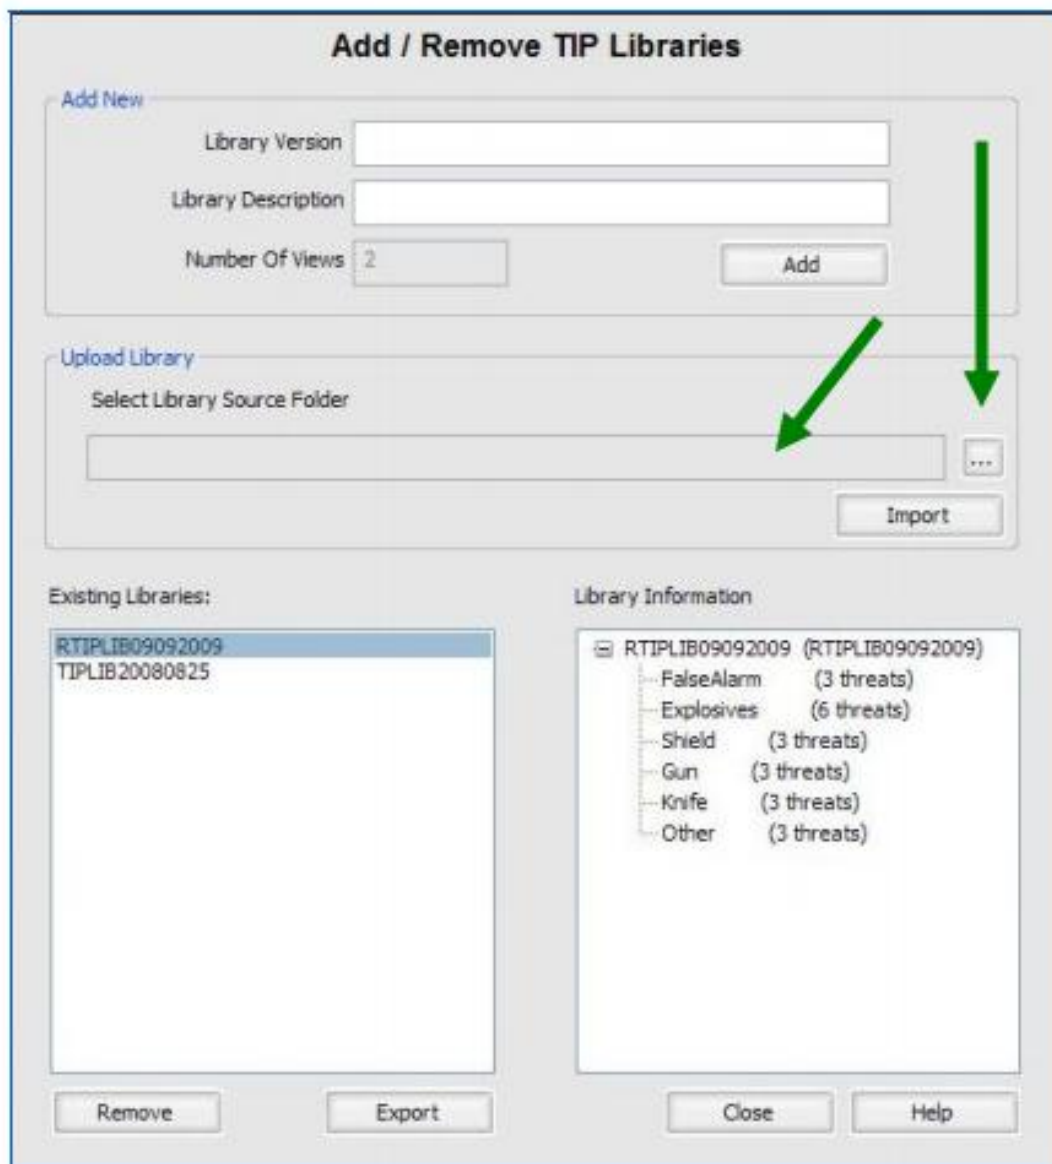 Add / Remove TIP Libraries
Add New
Library Version
Library Description
Number Of Views 2
Add
Upload Library
Select Library Source Folder
...
Import
Existing Libraries:
RTIPLIB09092009
TIPLIB20080825
Remove
Export
Library Information
RTIPLIB09092009 (RTIPLIB09092009)
FalseAlarm (3 threats)
Explosives (6 threats)
Shield (3 threats)
Gun (3 threats)
Knife (3 threats)
Other (3 threats)
Close
Help